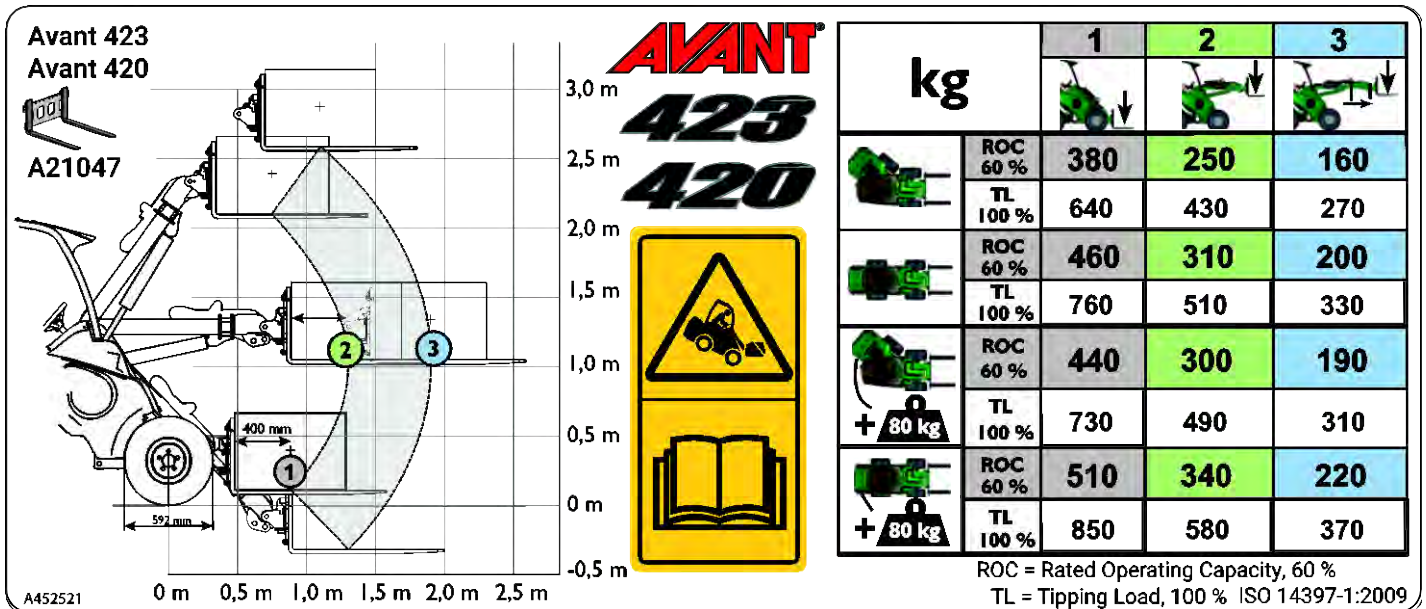 Avant 423
Avant 420
A21047
3,0 m
2,5 m
2,0 m
1,5 m
1,0 m
0,5 m
0 m
-0,5 m
2
3
400 mm
1
592 mm
0 m 0,5 m 1,0 m 1,5 m 2,0 m 2,5 m
A452521
AVANT®
423
420
kg 1 2 3
ROC 60 % 380 250 160
TL 100 % 640 430 270
ROC 60 % 460 310 200
TL 100 % 760 510 330
ROC 60 % 440 300 190
+ 80 kg TL 100 % 730 490 310
ROC 60 % 510 340 220
+ 80 kg TL 100 % 850 580 370
ROC = Rated Operating Capacity, 60 %
TL = Tipping Load, 100 % ISO 14397-1:2009